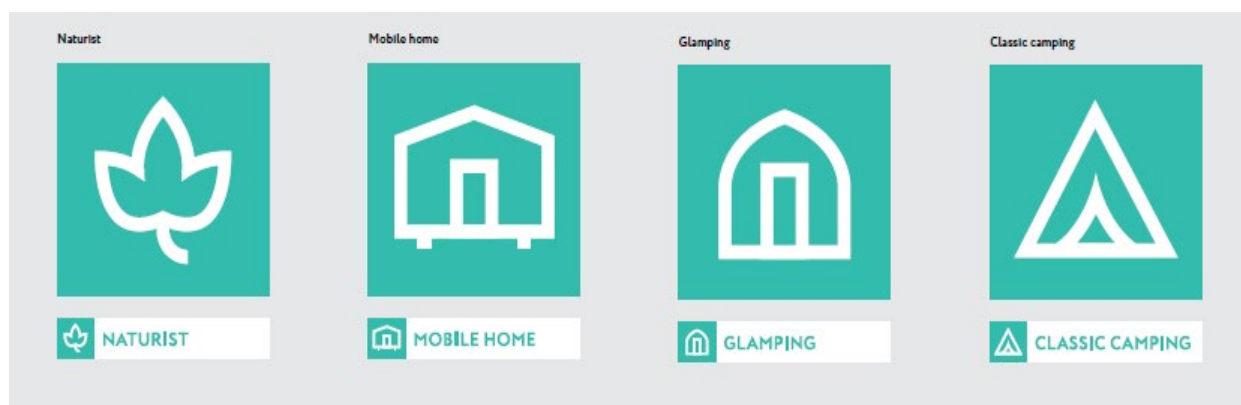 Naturist
Mobile home
Glamping
Classic camping
NATURIST
MOBILE HOME
GLAMPING
CLASSIC CAMPING